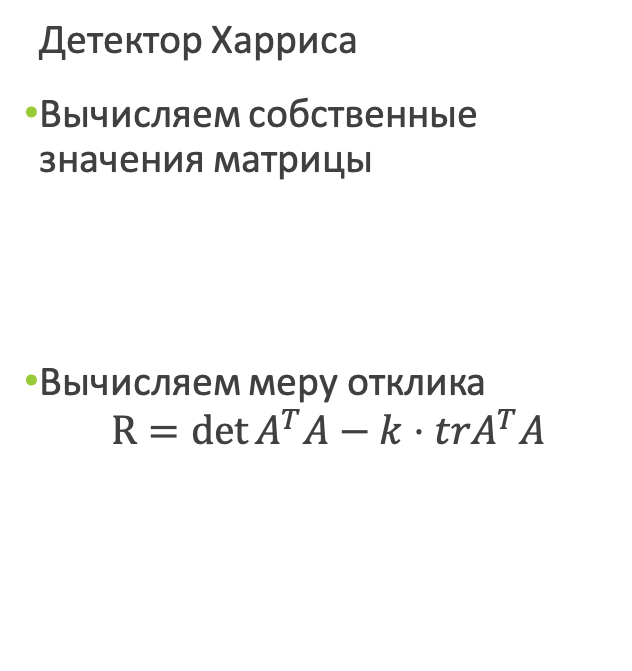 Детектор Харриса
•Вычисляем собственные
значения матрицы
•Вычисляем меру отклика
R = det AᵀA − k · trAᵀA